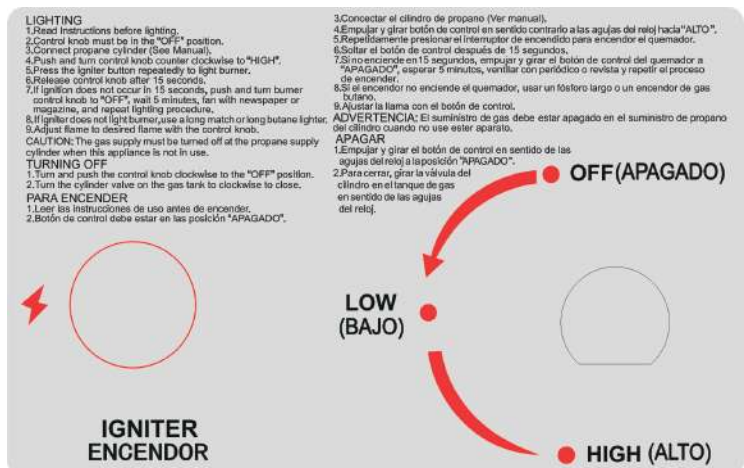 LIGHTING
1.Read Instructions before lighting.
2.Control knob must be in the "OFF" position.
3.Connect propane cylinder (See Manual).
4.Push and turn control knob counter clockwise to "HIGH".
5.Press the igniter button repeatedly to light burner.
6.Release control knob after 15 seconds.
7.If ignition does not occur in 15 seconds, push and turn burner
control knob to "OFF", wait 5 minutes, fan with newspaper or
magazine, and repeat lighting procedure.
8.If igniter does not light burner,use a long match or long butane lighter.
9.Adjust flame to desired flame with the control knob.
CAUTION: The gas supply must be turned off at the propane supply
cylinder when this appliance is not in use.
TURNING OFF
1.Turn and push the control knob clockwise to the "OFF" position.
2.Turn the cylinder valve on the gas tank to clockwise to close.
PARA ENCENDER
1.Leer las instrucciones de uso antes de encender.
2.Botón de control debe estar en las posición "APAGADO".
3.Concectar el cilindro de propano (Ver manual).
4.Empujar y girar botón de control en sentido contrario a las agujas del reloj hacia "ALTO".
5.Repetidamente presionar el interruptor de encendido para encendor el quemador.
6.Soltar el botón de control después de 15 segundos.
7.Si no enciende en 15 segundos, empujar y girar el botón de control del quemador a
"APAGADO", esperar 5 minutos, ventilar con periódico o revista y repetir el proceso
de encender.
8.Si el encendor no enciende el quemador, usar un fósforo largo o un encendor de gas
butano.
9.Ajustar la llama con el botón de control.
ADVERTENCIA: El suministro de gas debe estar apagado en el suministro de propano
del cilindro cuando no use ester aparato.
APAGAR
1.Empujar y girar el botón de control en sentido de las
agujas del reloj a la posición "APAGADO".
2.Para cerrar, girar la válvula del
cilindro en el tanque de gas
en sentido de las agujas
del reloj.
OFF(APAGADO)
LOW
(BAJO)
HIGH (ALTO)
IGNITER
ENCENDOR